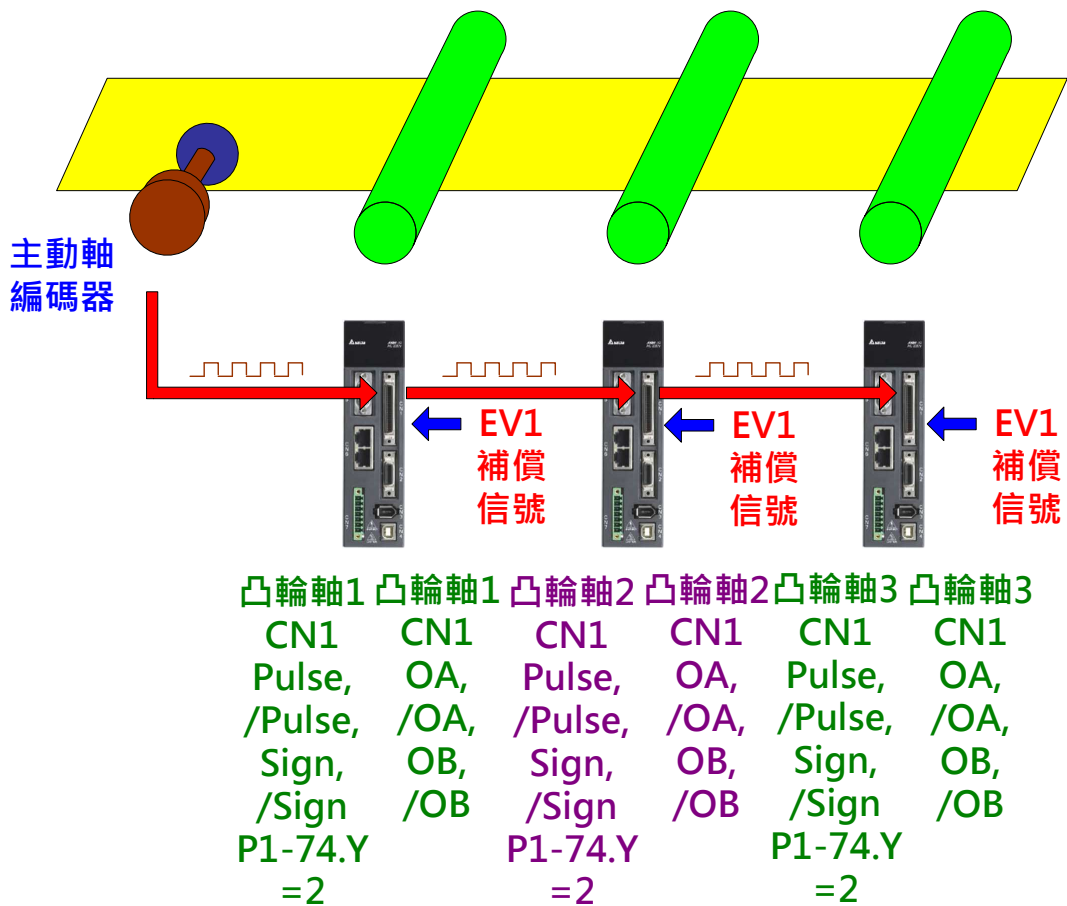 主動軸
編碼器
EV1
補償
信號
EV1
補償
信號
EV1
補償
信號
凸輪軸1
CN1
Pulse,
/Pulse,
Sign,
/Sign
P1-74.Y
=2
凸輪軸1
CN1
OA,
/OA,
OB,
/OB
凸輪軸2
CN1
Pulse,
/Pulse,
Sign,
/Sign
P1-74.Y
=2
凸輪軸2
CN1
OA,
/OA,
OB,
/OB
凸輪軸3
CN1
Pulse,
/Pulse,
Sign,
/Sign
P1-74.Y
=2
凸輪軸3
CN1
OA,
/OA,
OB,
/OB